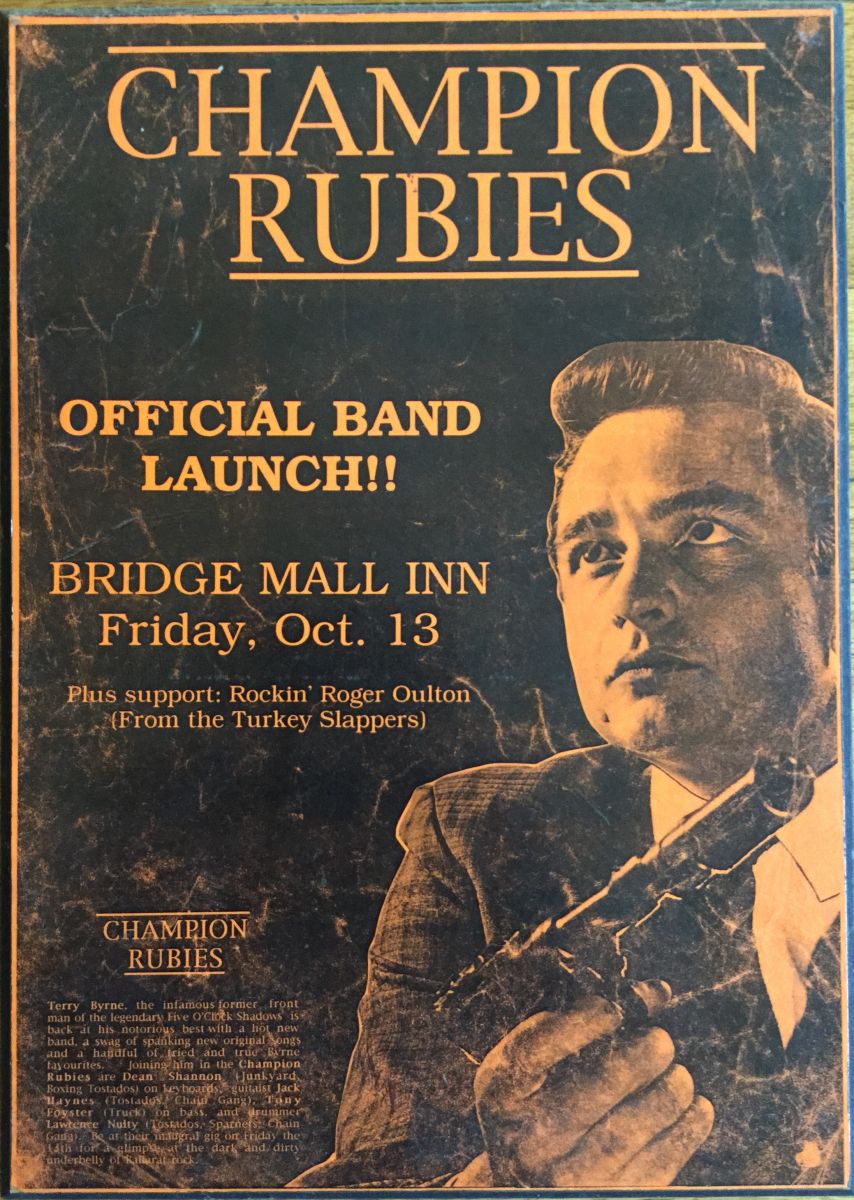 CHAMPION
RUBIES
OFFICIAL BAND
LAUNCH!!
BRIDGE MALL INN
Friday, Oct. 13
Plus support: Rockin' Roger Oulton
(From the Turkey Slappers)
CHAMPION
RUBIES
Terry Byrne, the infamous former front
man of the legendary Five O'Clock Shadows is
back at his notorious best with a hot new
band, a swag of spanking new original songs
and a handful of tried and true Byrne
favourites. Joining him in the Champion
Rubies are Dean Shannon (Junkyard,
Boxing Tostados) on keyboards, guitarist Jack
Haynes (Tostados, Chain Gang), Tony
Foyster (Truck) on bass, and drummer
Lawrence Nulty (Tostados, Sparnets, Chain
Gang). Be at their inaugral gig on Friday the
13th for a glimpse at the dark and dirty
underbelly of Ballarat rock.